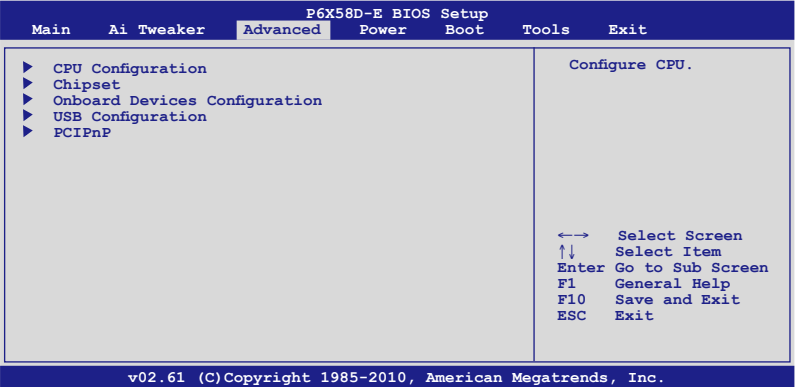 P6X58D-E BIOS Setup
Main Ai Tweaker Advanced Power Boot Tools Exit
CPU Configuration
Chipset
Onboard Devices Configuration
USB Configuration
PCIPnP
Configure CPU.
←→ Select Screen
↑↓ Select Item
Enter Go to Sub Screen
F1 General Help
F10 Save and Exit
ESC Exit
v02.61 (C)Copyright 1985-2010, American Megatrends, Inc.